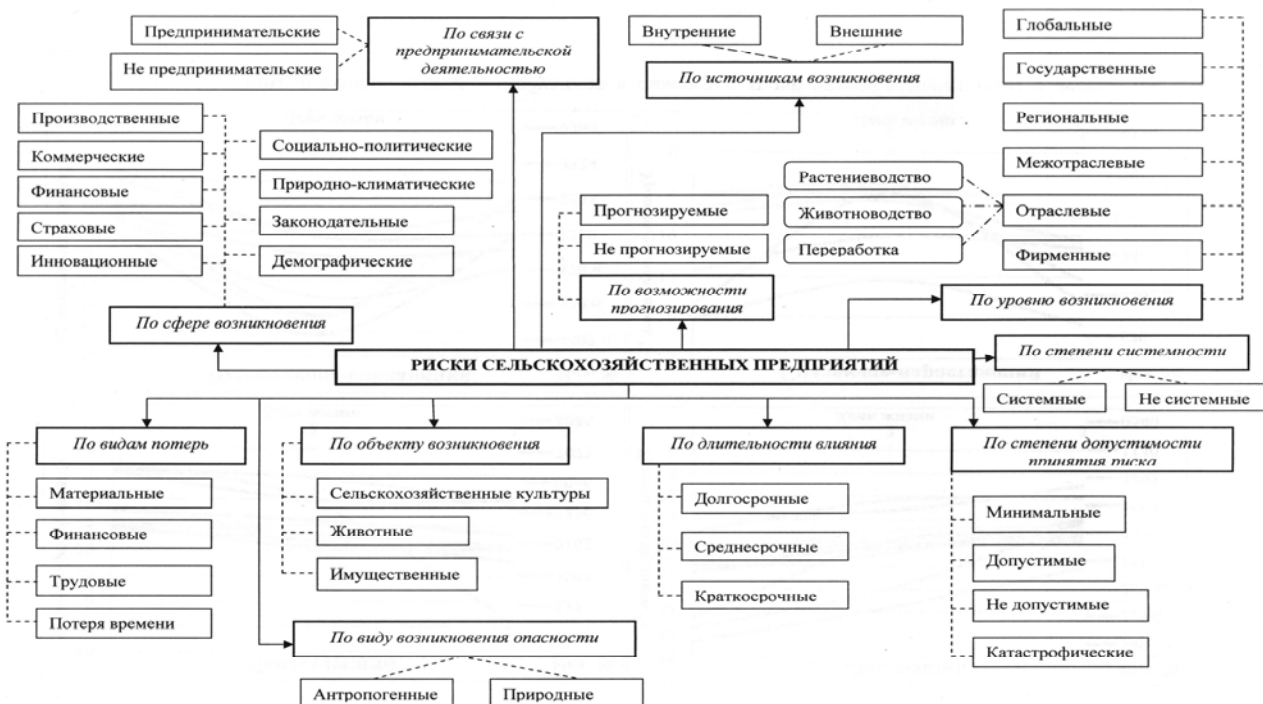 Предпринимательские
Не предпринимательские
По связи с
предпринимательской
деятельностью
Внутренние
Внешние
По источникам возникновения
Глобальные
Государственные
Региональные
Межотраслевые
Отраслевые
Фирменные
Растениеводство
Животноводство
Переработка
По уровню возникновения
Производственные
Коммерческие
Финансовые
Страховые
Инновационные
Социально-политические
Природно-климатические
Законодательные
Демографические
По сфере возникновения
Прогнозируемые
Не прогнозируемые
По возможности
прогнозирования
РИСКИ СЕЛЬСКОХОЗЯЙСТВЕННЫХ ПРЕДПРИЯТИЙ
По степени системности
Системные
Не системные
По видам потерь
Материальные
Финансовые
Трудовые
Потеря времени
По объекту возникновения
Сельскохозяйственные культуры
Животные
Имущественные
По виду возникновения опасности
Антропогенные
Природные
По длительности влияния
Долгосрочные
Среднесрочные
Краткосрочные
По степени допустимости
принятия риска
Минимальные
Допустимые
Не допустимые
Катастрофические